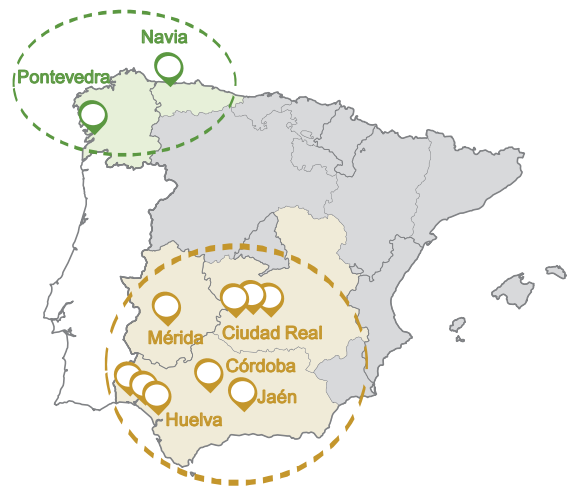 Navia
Pontevedra
Mérida
Ciudad Real
Córdoba
Jaén
Huelva